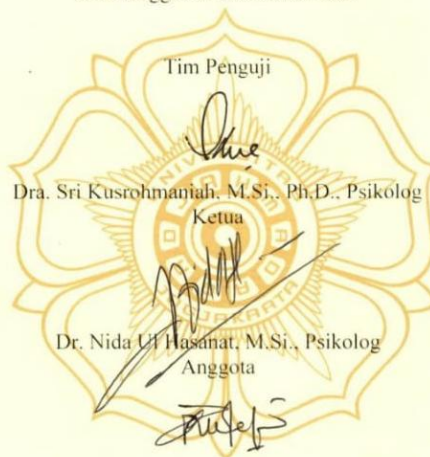 Tim Penguji
Dra. Sri Kusrohmaniah, M.Si., Ph.D., Psikolog
Ketua
Dr. Nida Ul Hasanat, M.Si., Psikolog
Anggota